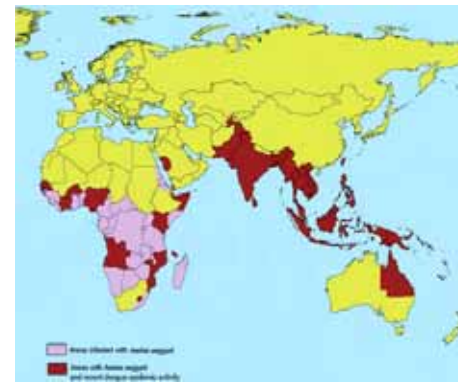 Areas infested with Aedes aegypti
Areas with Aedes aegypti
and recent dengue epidemic activity